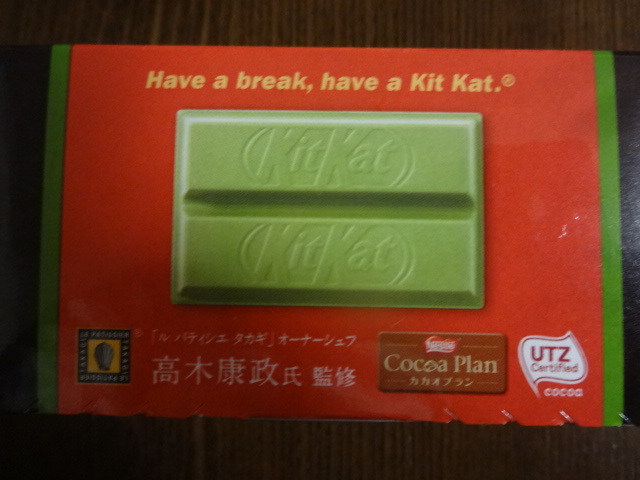 Have a break, have a Kit Kat.®
KitKat
KitKat
「ル パティシエ タカギ」オーナーシェフ
高木康政氏 監修
Nestlé
Cocoa Plan
カカオプラン
UTZ
Certified
cocoa